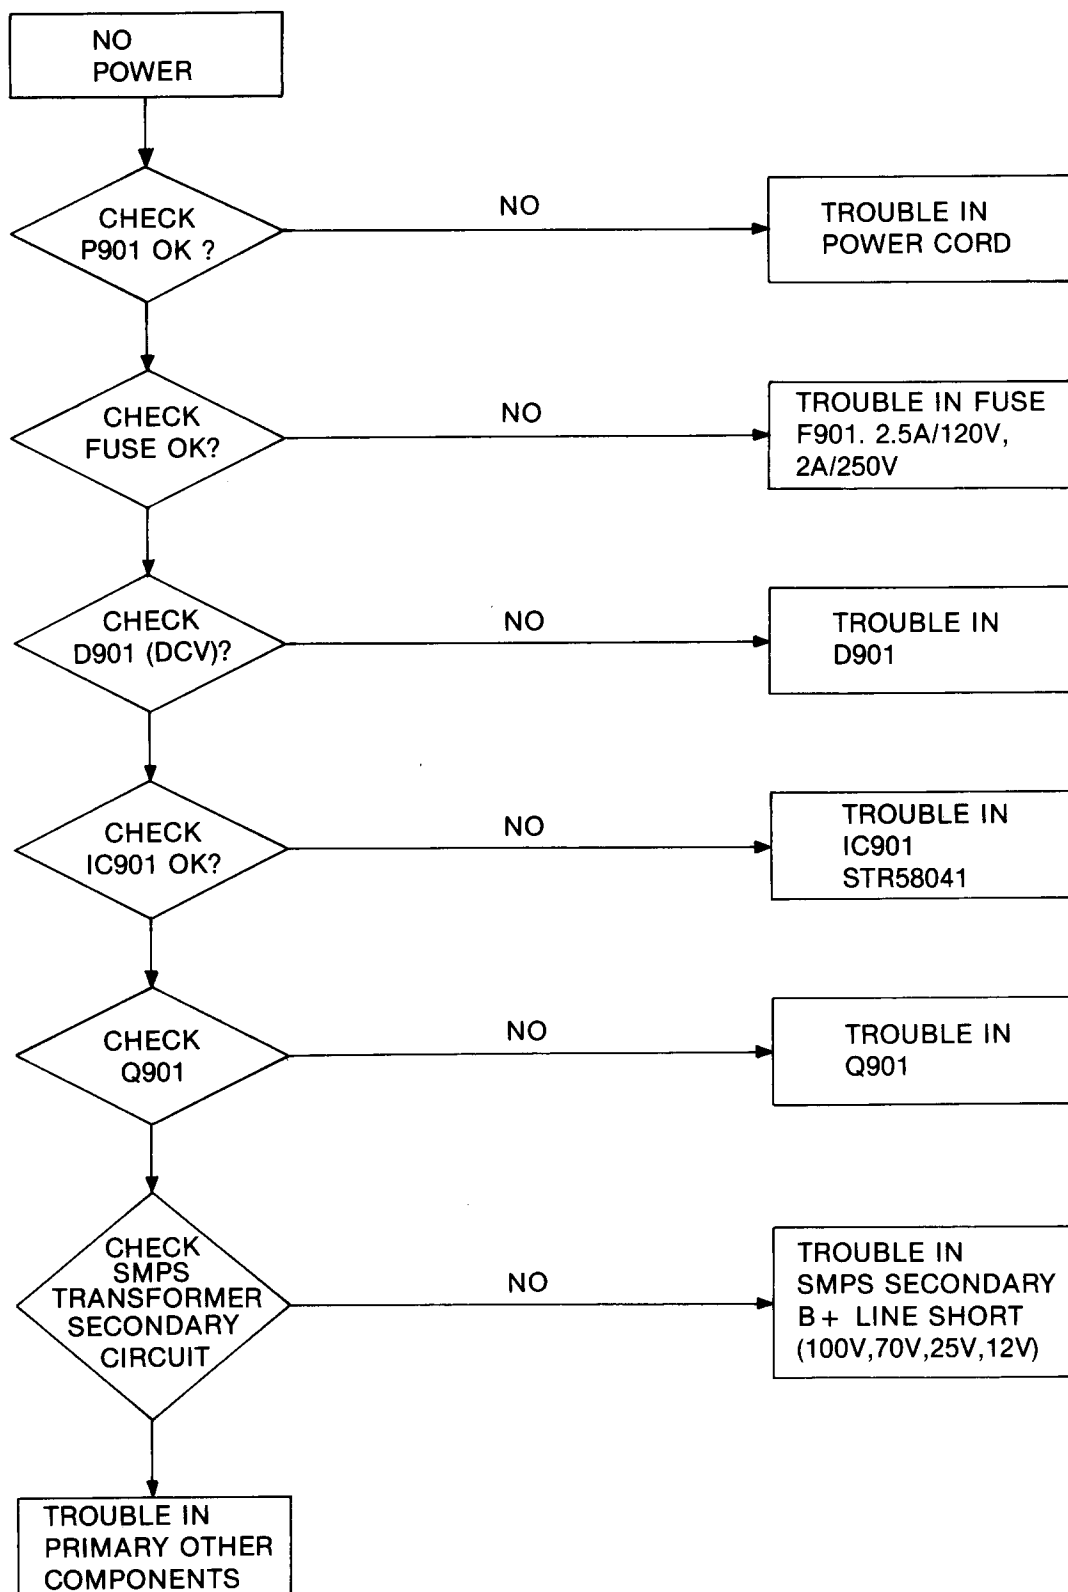 NO
POWER
CHECK
P901 OK ?
NO
TROUBLE IN
POWER CORD
CHECK
FUSE OK?
NO
TROUBLE IN FUSE
F901. 2.5A/120V,
2A/250V
CHECK
D901 (DCV)?
NO
TROUBLE IN
D901
CHECK
IC901 OK?
NO
TROUBLE IN
IC901
STR58041
CHECK
Q901
NO
TROUBLE IN
Q901
CHECK
SMPS
TRANSFORMER
SECONDARY
CIRCUIT
NO
TROUBLE IN
SMPS SECONDARY
B+ LINE SHORT
(100V,70V,25V,12V)
TROUBLE IN
PRIMARY OTHER
COMPONENTS